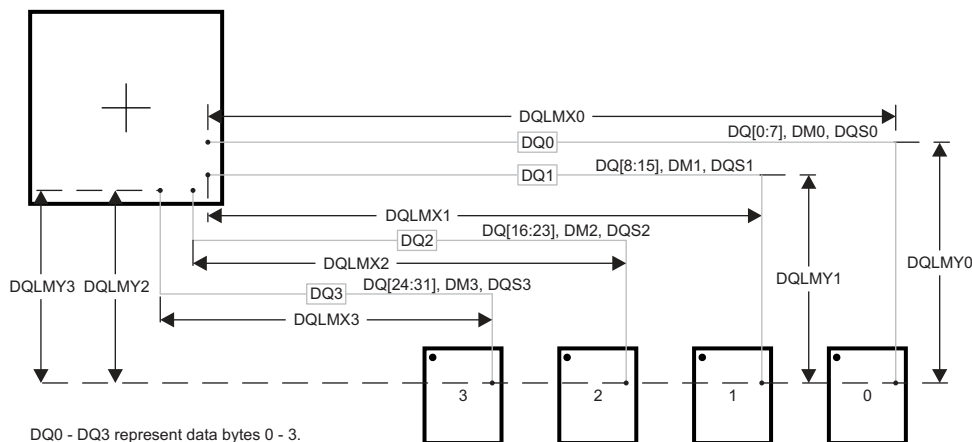 DQLMX0
DQ[0:7], DM0, DQS0
DQ0
DQ[8:15], DM1, DQS1
DQ1
DQLMX1
DQ[16:23], DM2, DQS2
DQ2
DQLMY0
DQLMX2
DQLMY1
DQLMY3
DQLMY2
DQ[24:31], DM3, DQS3
DQ3
DQLMX3
3
2
1
0
DQ0 - DQ3 represent data bytes 0 - 3.